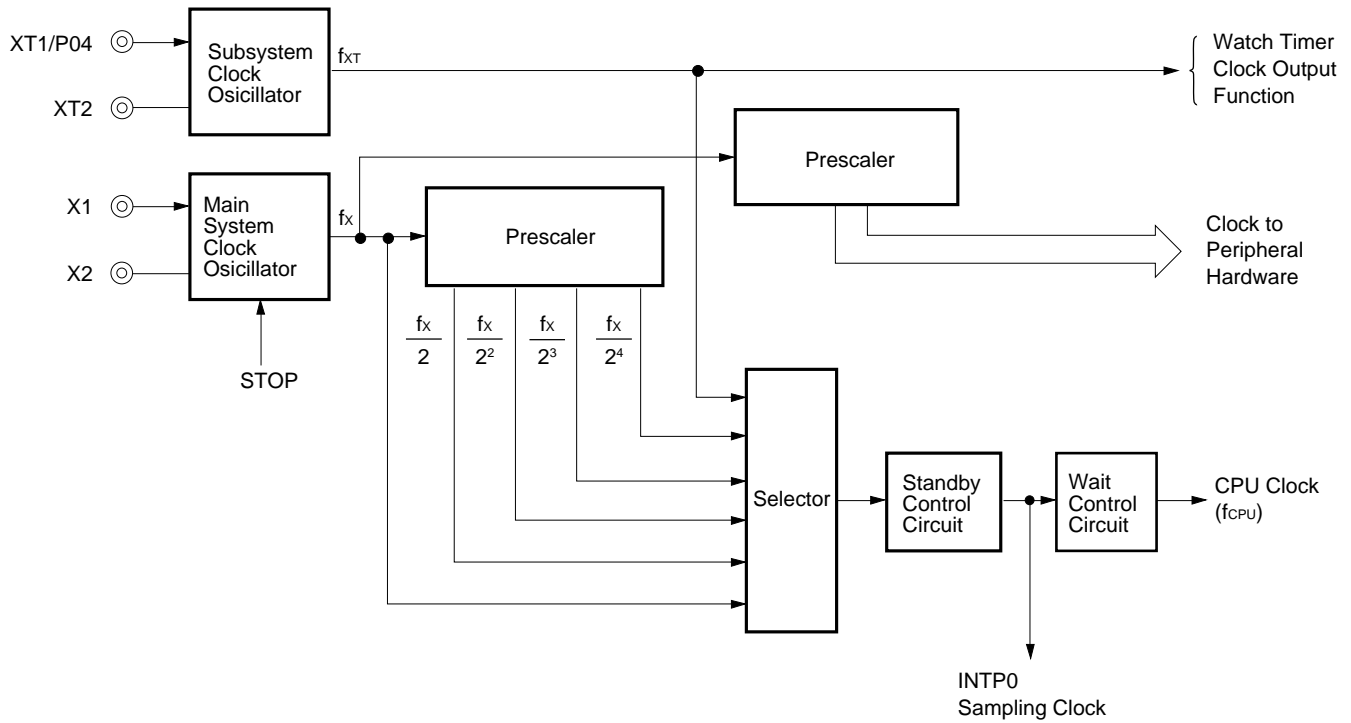 XT1/P04
XT2
Subsystem
Clock
Osicillator
fXT
Watch Timer
Clock Output
Function
Prescaler
X1
X2
Main
System
Clock
Osicillator
fX
Prescaler
Clock to
Peripheral
Hardware
STOP
fX
2
fX
2²
fX
2³
fX
2⁴
Selector
Standby
Control
Circuit
Wait
Control
Circuit
CPU Clock
(fCPU)
INTP0
Sampling Clock